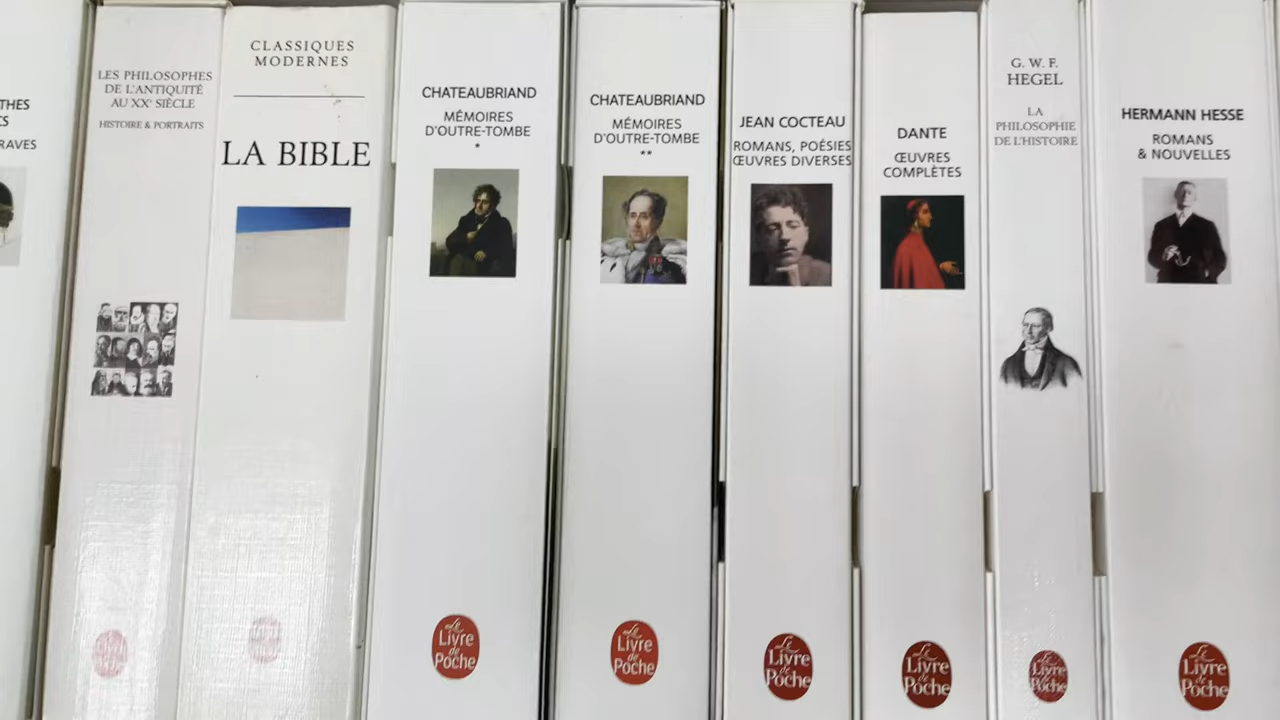 THES
RAVES
LES PHILOSOPHES
DE L'ANTIQUITÉ
AU XXe SIÈCLE
HISTOIRE & PORTRAITS
CLASSIQUES
MODERNES
LA BIBLE
CHATEAUBRIAND
MÉMOIRES
D'OUTRE-TOMBE
*
Le
Livre
de
Poche
CHATEAUBRIAND
MÉMOIRES
D'OUTRE-TOMBE
**
Le
Livre
de
Poche
JEAN COCTEAU
ROMANS, POÉSIES
ŒUVRES DIVERSES
Le
Livre
de
Poche
DANTE
ŒUVRES
COMPLÈTES
Le
Livre
de
Poche
G. W. F.
HEGEL
LA
PHILOSOPHIE
DE L'HISTOIRE
Le
Livre
de
Poche
HERMANN HESSE
ROMANS
& NOUVELLES
Le
Livre
de
Poche